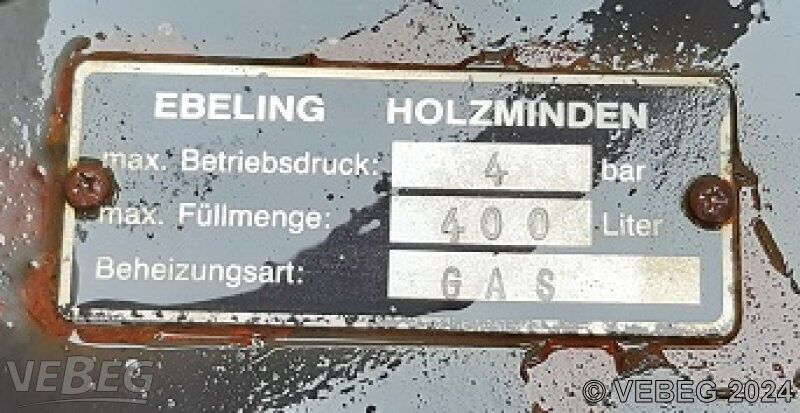 EBELING HOLZMINDEN
max. Betriebsdruck: 4 bar
max. Füllmenge: 400 Liter
Beheizungsart: GAS
VEBEG © VEBEG 2024